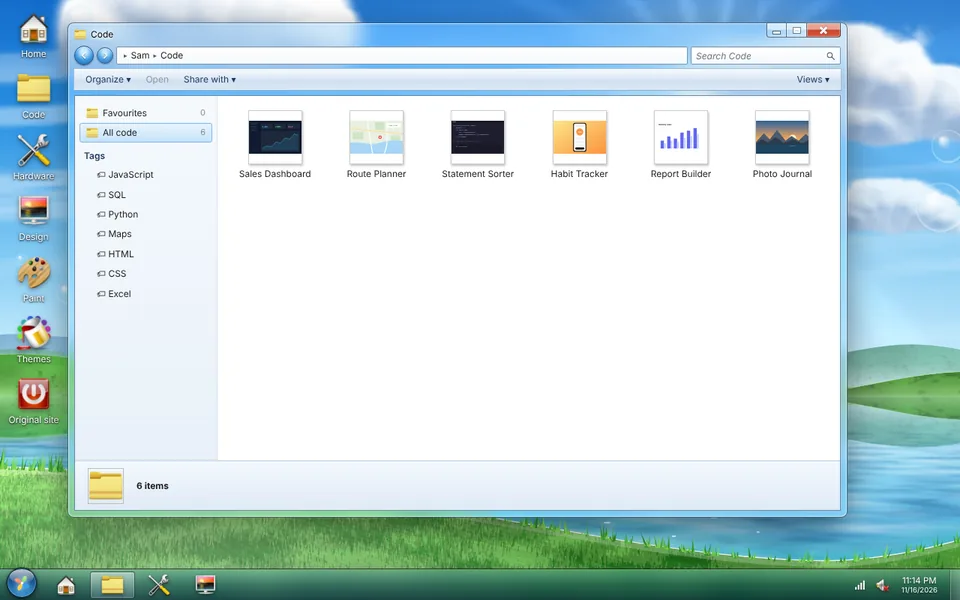 Home
Code
Hardware
Design
Paint
Themes
Original site
Code
Sam Code
Search Code
Organize Open Share with Views
Favourites 0
All code 6
Tags
JavaScript
SQL
Python
Maps
HTML
CSS
Excel
Sales Dashboard Route Planner Statement Sorter Habit Tracker Report Builder Photo Journal
6 items
11:14 PM
11/16/2026